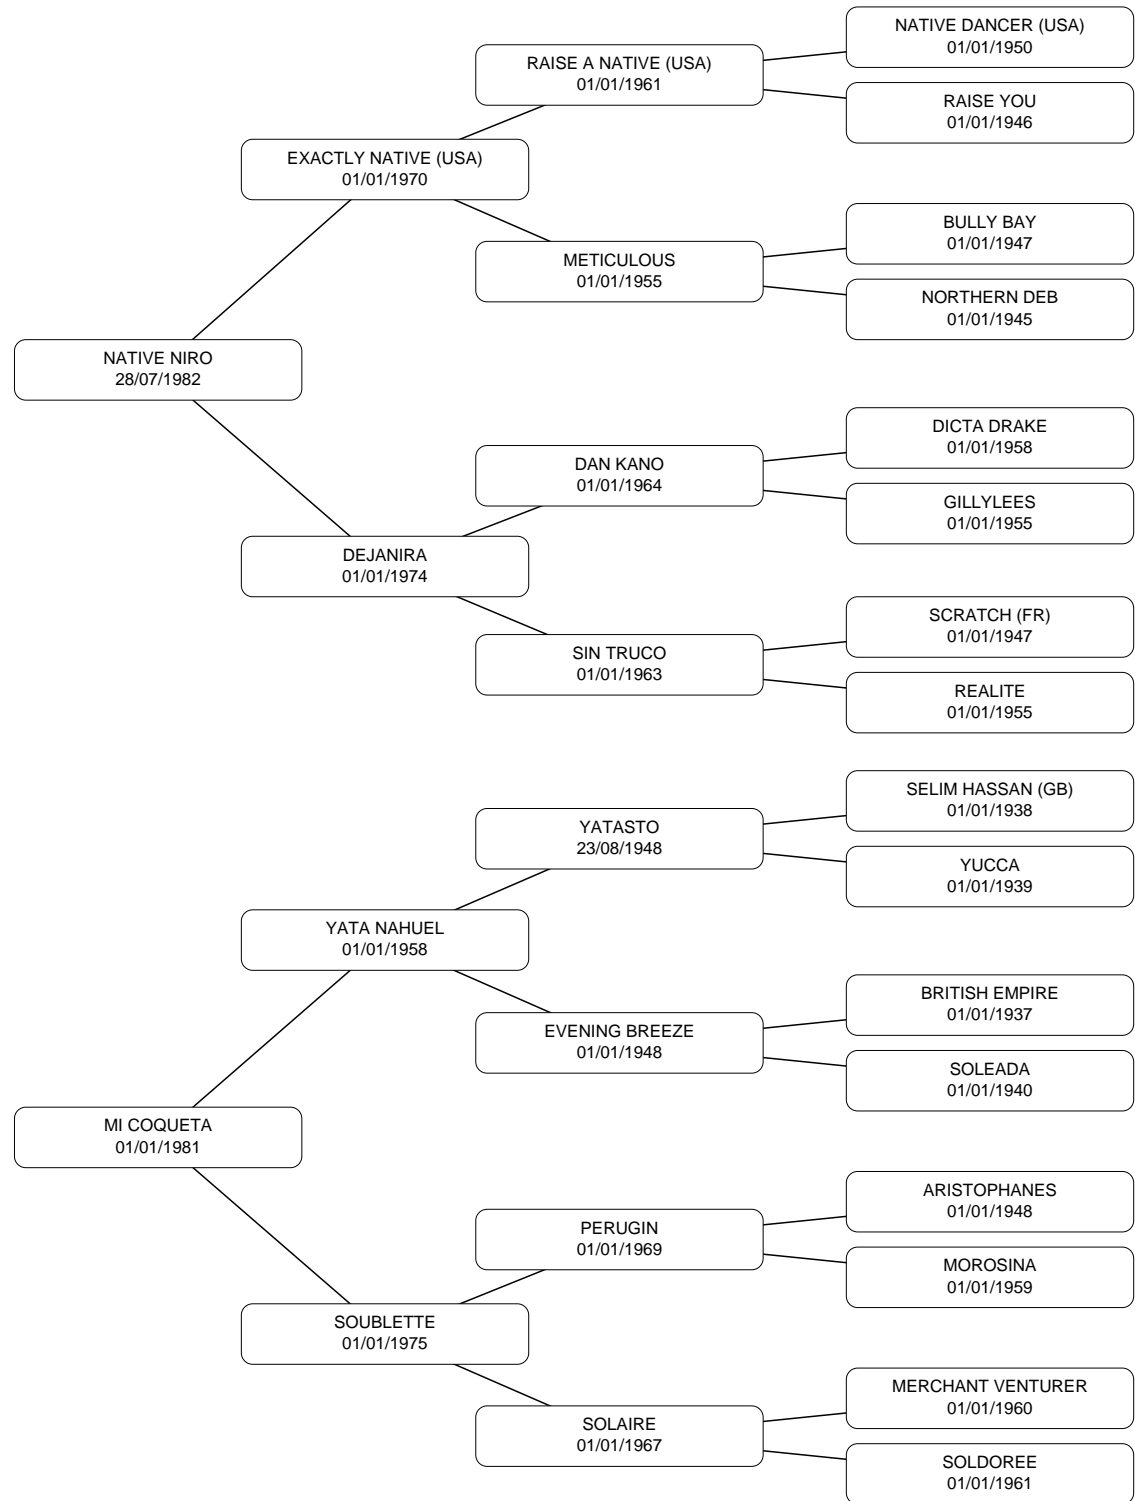 NATIVE DANCER (USA)
01/01/1950
RAISE A NATIVE (USA)
01/01/1961
RAISE YOU
01/01/1946
EXACTLY NATIVE (USA)
01/01/1970
BULLY BAY
01/01/1947
METICULOUS
01/01/1955
NORTHERN DEB
01/01/1945
NATIVE NIRO
28/07/1982
DICTA DRAKE
01/01/1958
DAN KANO
01/01/1964
GILLYLEES
01/01/1955
DEJANIRA
01/01/1974
SCRATCH (FR)
01/01/1947
SIN TRUCO
01/01/1963
REALITE
01/01/1955
SELIM HASSAN (GB)
01/01/1938
YATASTO
23/08/1948
YUCCA
01/01/1939
YATA NAHUEL
01/01/1958
BRITISH EMPIRE
01/01/1937
EVENING BREEZE
01/01/1948
SOLEADA
01/01/1940
MI COQUETA
01/01/1981
ARISTOPHANES
01/01/1948
PERUGIN
01/01/1969
MOROSINA
01/01/1959
SOUBLETTE
01/01/1975
MERCHANT VENTURER
01/01/1960
SOLAIRE
01/01/1967
SOLDOREE
01/01/1961